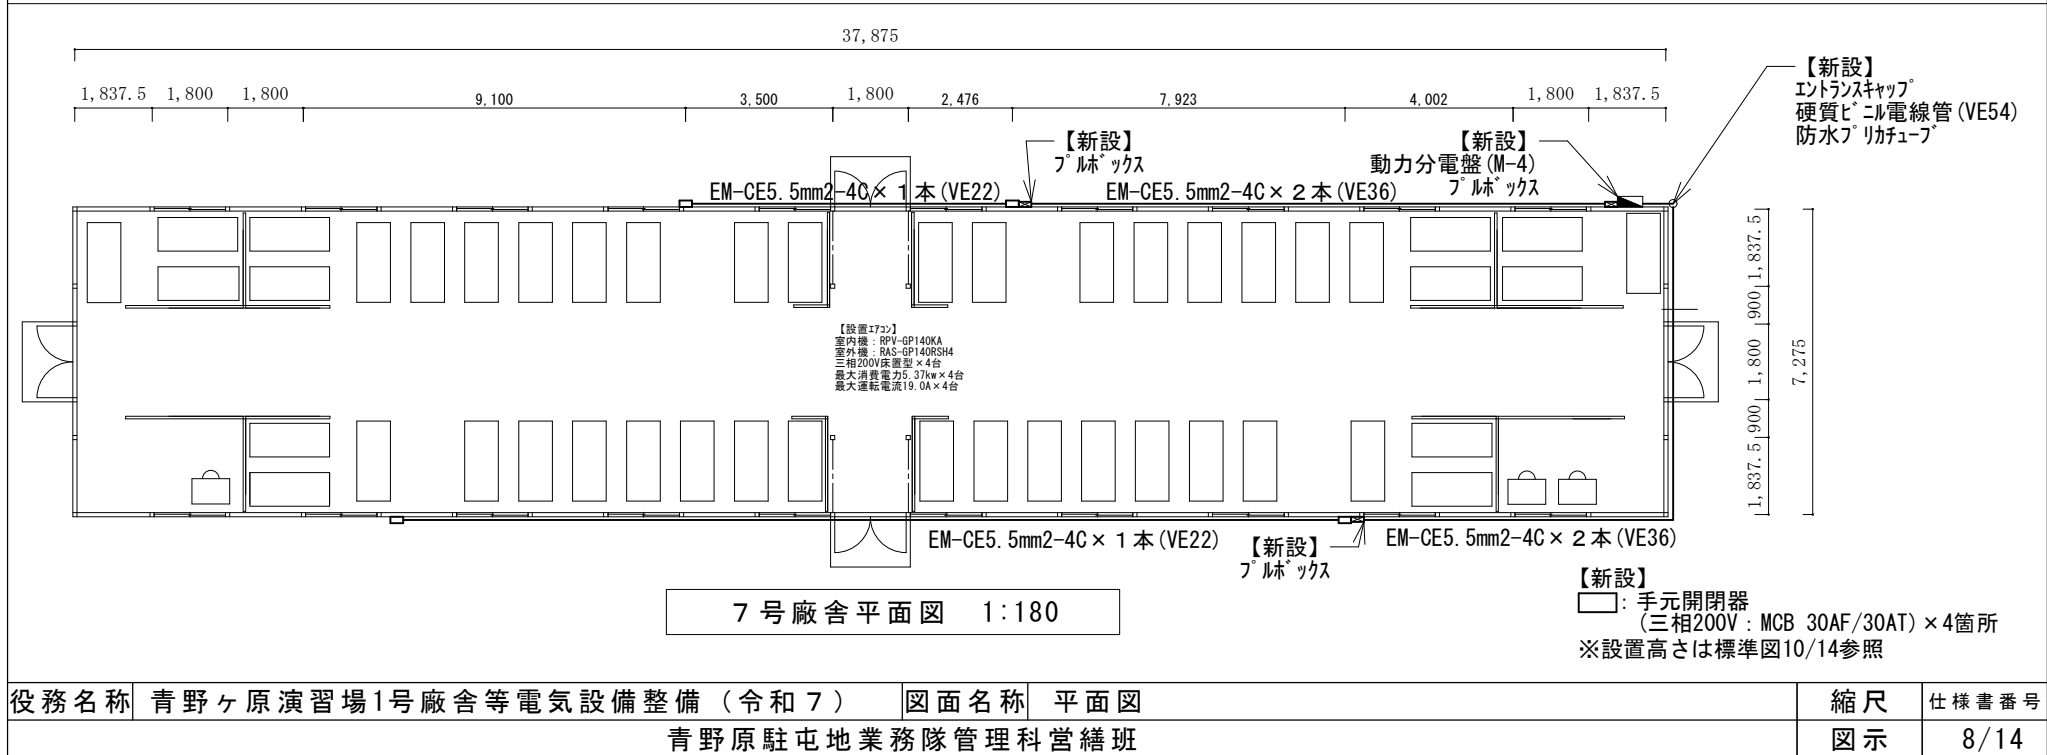 37,875
1,837.5 1,800 1,800 9,100 3,500 1,800 2,476 7,923 4,002 1,800 1,837.5
【新設】
エントランスキャップ
硬質ビニル電線管(VE54)
防水プリカチューブ
【新設】
プルボックス
【新設】
動力分電盤(M-4)
プルボックス
EM-CE5.5mm2-4C×１本(VE22)
EM-CE5.5mm2-4C×２本(VE36)
1,837.5
900
1,800
900
1,837.5
7,275
【設置エアコン】
室内機：RPV-GP140KA
室外機：RAS-GP140RSH4
三相200V床置型×4台
最大消費電力5.37kw×4台
最大運転電流19.0A×4台
EM-CE5.5mm2-4C×１本(VE22)
【新設】
プルボックス
EM-CE5.5mm2-4C×２本(VE36)
【新設】
：手元開閉器
(三相200V：MCB 30AF/30AT)×4箇所
※設置高さは標準図10/14参照
７号廠舎平面図 1:180
役務名称 青野ヶ原演習場1号廠舎等電気設備整備（令和７） 図面名称 平面図 縮尺 仕様書番号
青野原駐屯地業務隊管理科営繕班 図示 8/14